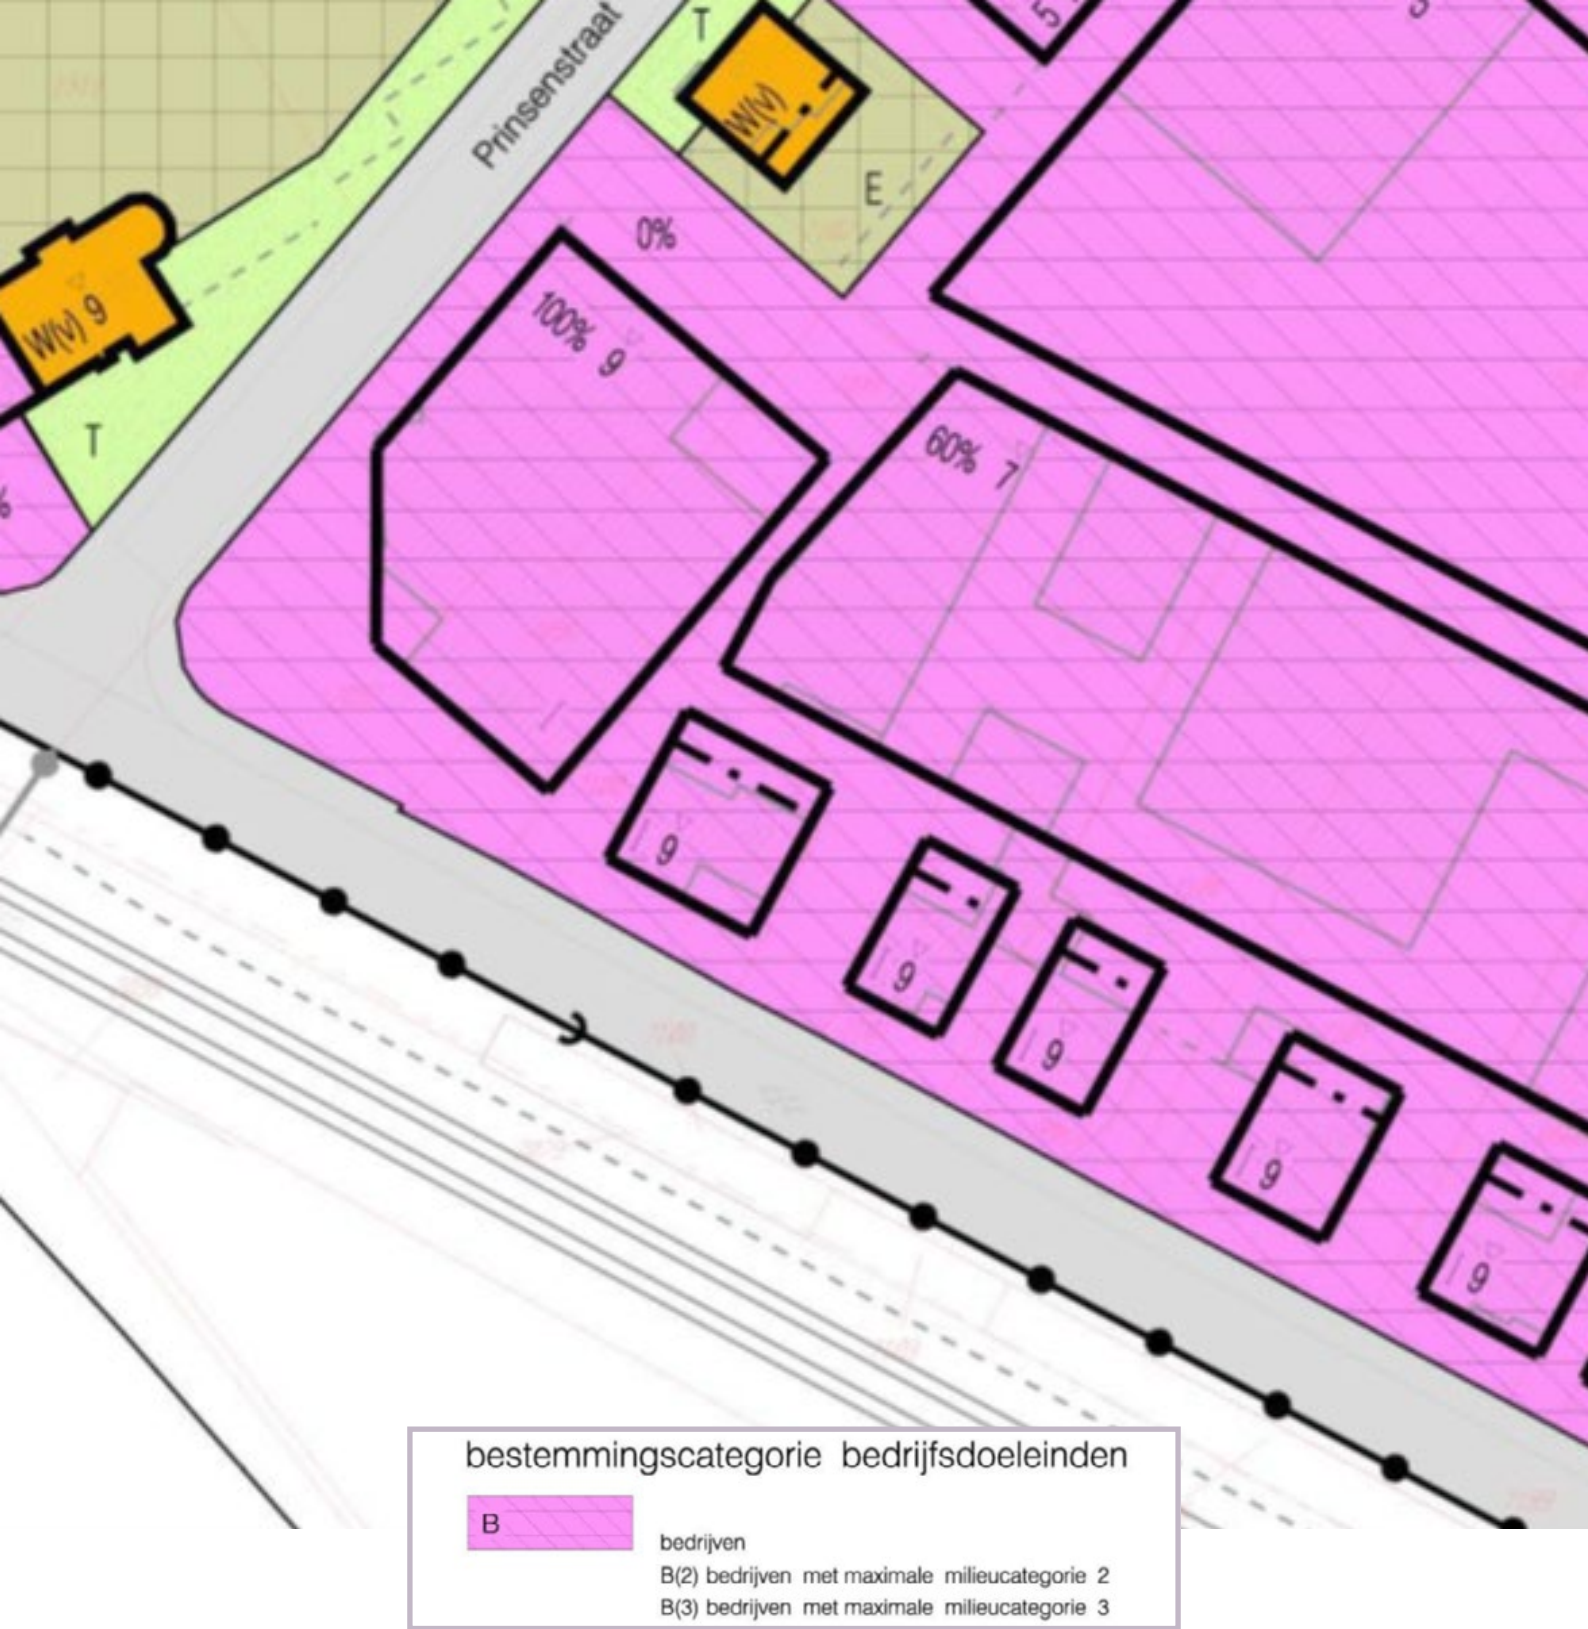 Prinsenstraat
T
W(v)
5
E
0%
W(v) 9
100% 9
T
60% 7
%
9
9
9
9
9
bestemmingscategorie bedrijfsdoeleinden
B
bedrijven
B(2) bedrijven met maximale milieucategorie 2
B(3) bedrijven met maximale milieucategorie 3